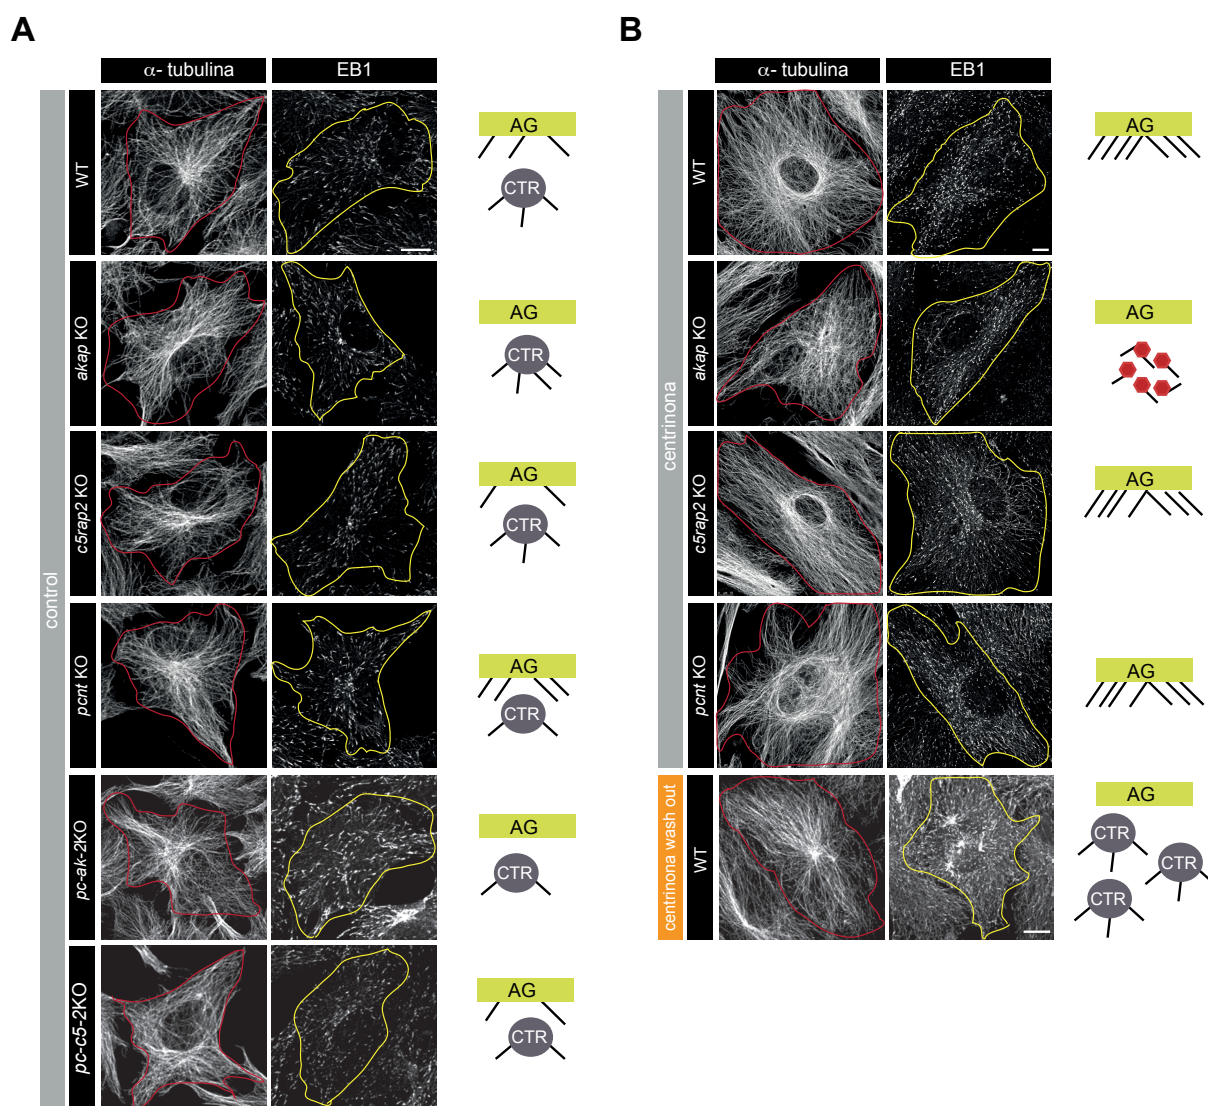 A
α- tubulina EB1
control
WT
AG
CTR
akap KO
AG
CTR
c5rap2 KO
AG
CTR
pcnt KO
AG
CTR
pc-ak-2KO
AG
CTR
pc-c5-2KO
AG
CTR
B
α- tubulina EB1
centrinona
WT
AG
akap KO
AG
c5rap2 KO
AG
pcnt KO
AG
centrinona wash out
WT
AG
CTR
CTR
CTR